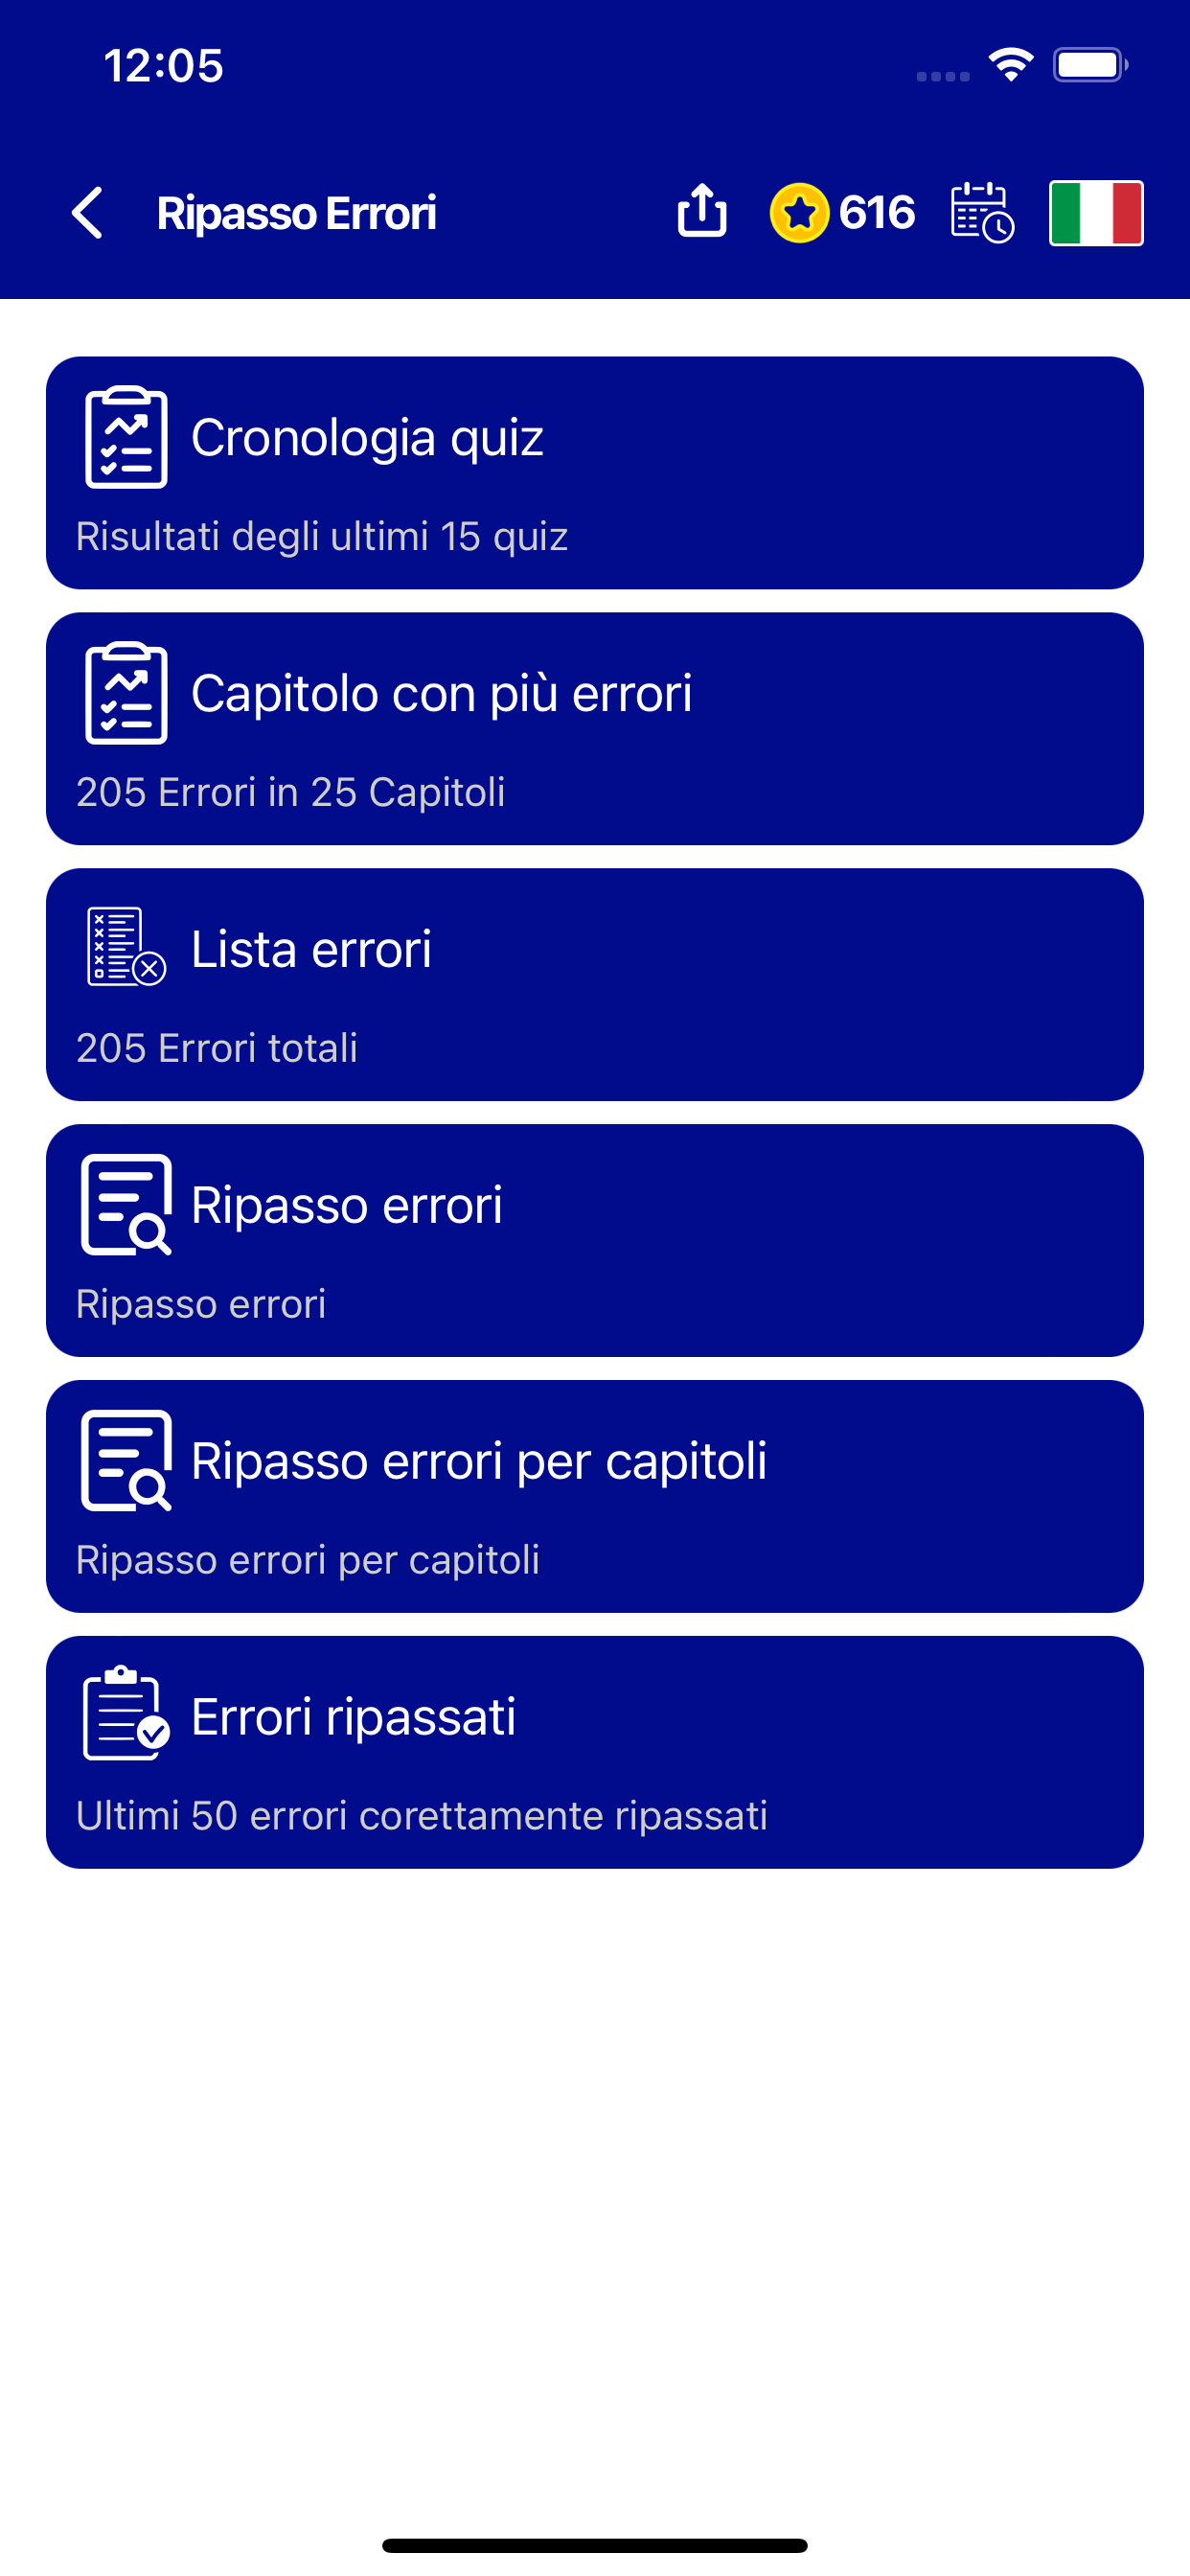 12:05
Ripasso Errori
616
Cronologia quiz
Risultati degli ultimi 15 quiz
Capitolo con più errori
205 Errori in 25 Capitoli
Lista errori
205 Errori totali
Ripasso errori
Ripasso errori
Ripasso errori per capitoli
Ripasso errori per capitoli
Errori ripassati
Ultimi 50 errori corettamente ripassati